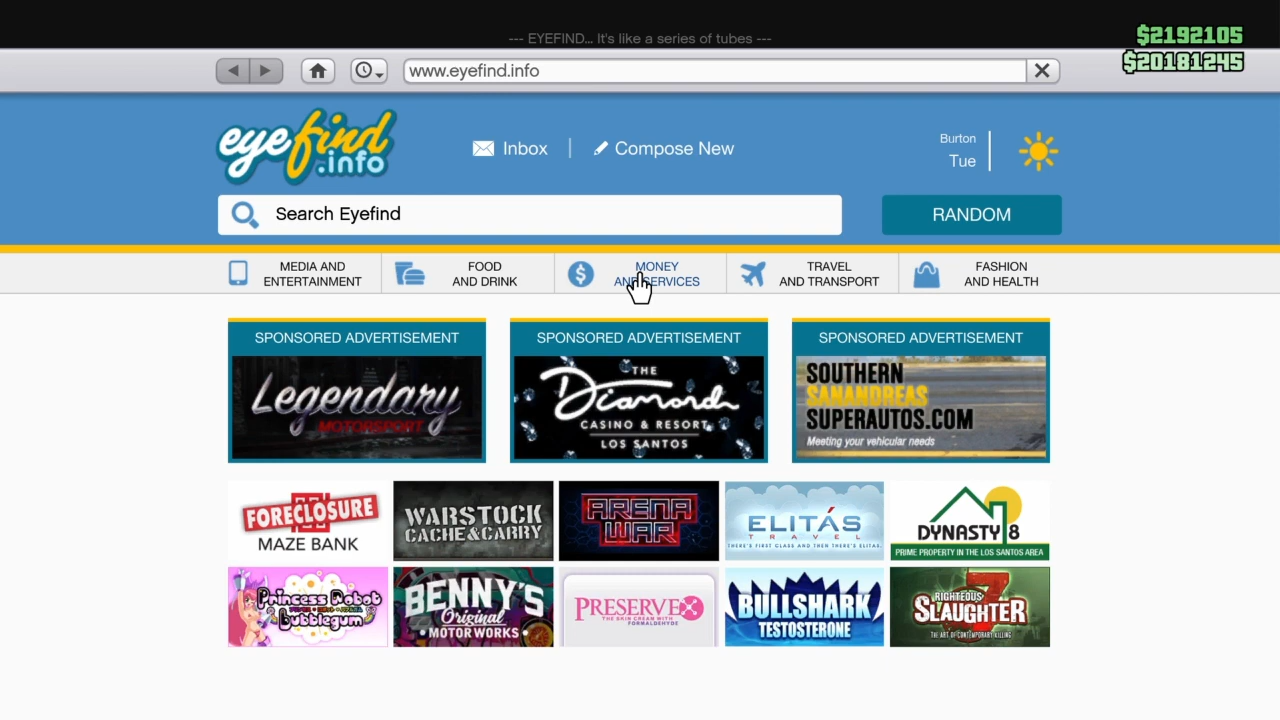 --- EYEFIND... It's like a series of tubes ---
$2192105
$20181245
www.eyefind.info
eyefind
.info
Inbox
Compose New
Burton
Tue
Search Eyefind
RANDOM
MEDIA AND
ENTERTAINMENT
FOOD
AND DRINK
MONEY
AND SERVICES
TRAVEL
AND TRANSPORT
FASHION
AND HEALTH
SPONSORED ADVERTISEMENT
Legendary
MOTORSPORT
SPONSORED ADVERTISEMENT
THE
Diamond
CASINO & RESORT
LOS SANTOS
SPONSORED ADVERTISEMENT
SOUTHERN
SANANDREAS
SUPERAUTOS.COM
Meeting your vehicular needs
FORECLOSURE
MAZE BANK
WARSTOCK
CACHE&CARRY
ARENA
WAR
ELITÁS
TRAVEL
THERE'S FIRST CLASS AND THEN THERE'S ELITAS.
DYNASTY 8
PRIME PROPERTY IN THE LOS SANTOS AREA
Princess Robot
Bubblegum
BENNY'S
Original
MOTOR WORKS
PRESERVEX
THE SKIN CREAM WITH
FORMALDEHYDE
BULLSHARK
TESTOSTERONE
RIGHTEOUS
SLAUGHTER
7
THE ART OF CONTEMPORARY KILLING